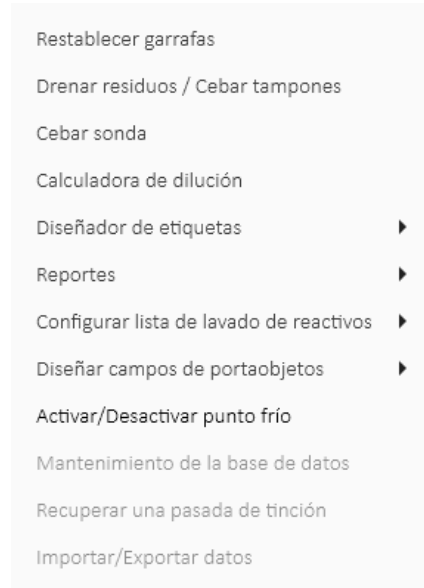 Restablecer garrafas
Drenar residuos / Cebar tampones
Cebar sonda
Calculadora de dilución
Diseñador de etiquetas
Reportes
Configurar lista de lavado de reactivos
Diseñar campos de portaobjetos
Activar/Desactivar punto frío
Mantenimiento de la base de datos
Recuperar una pasada de tinción
Importar/Exportar datos